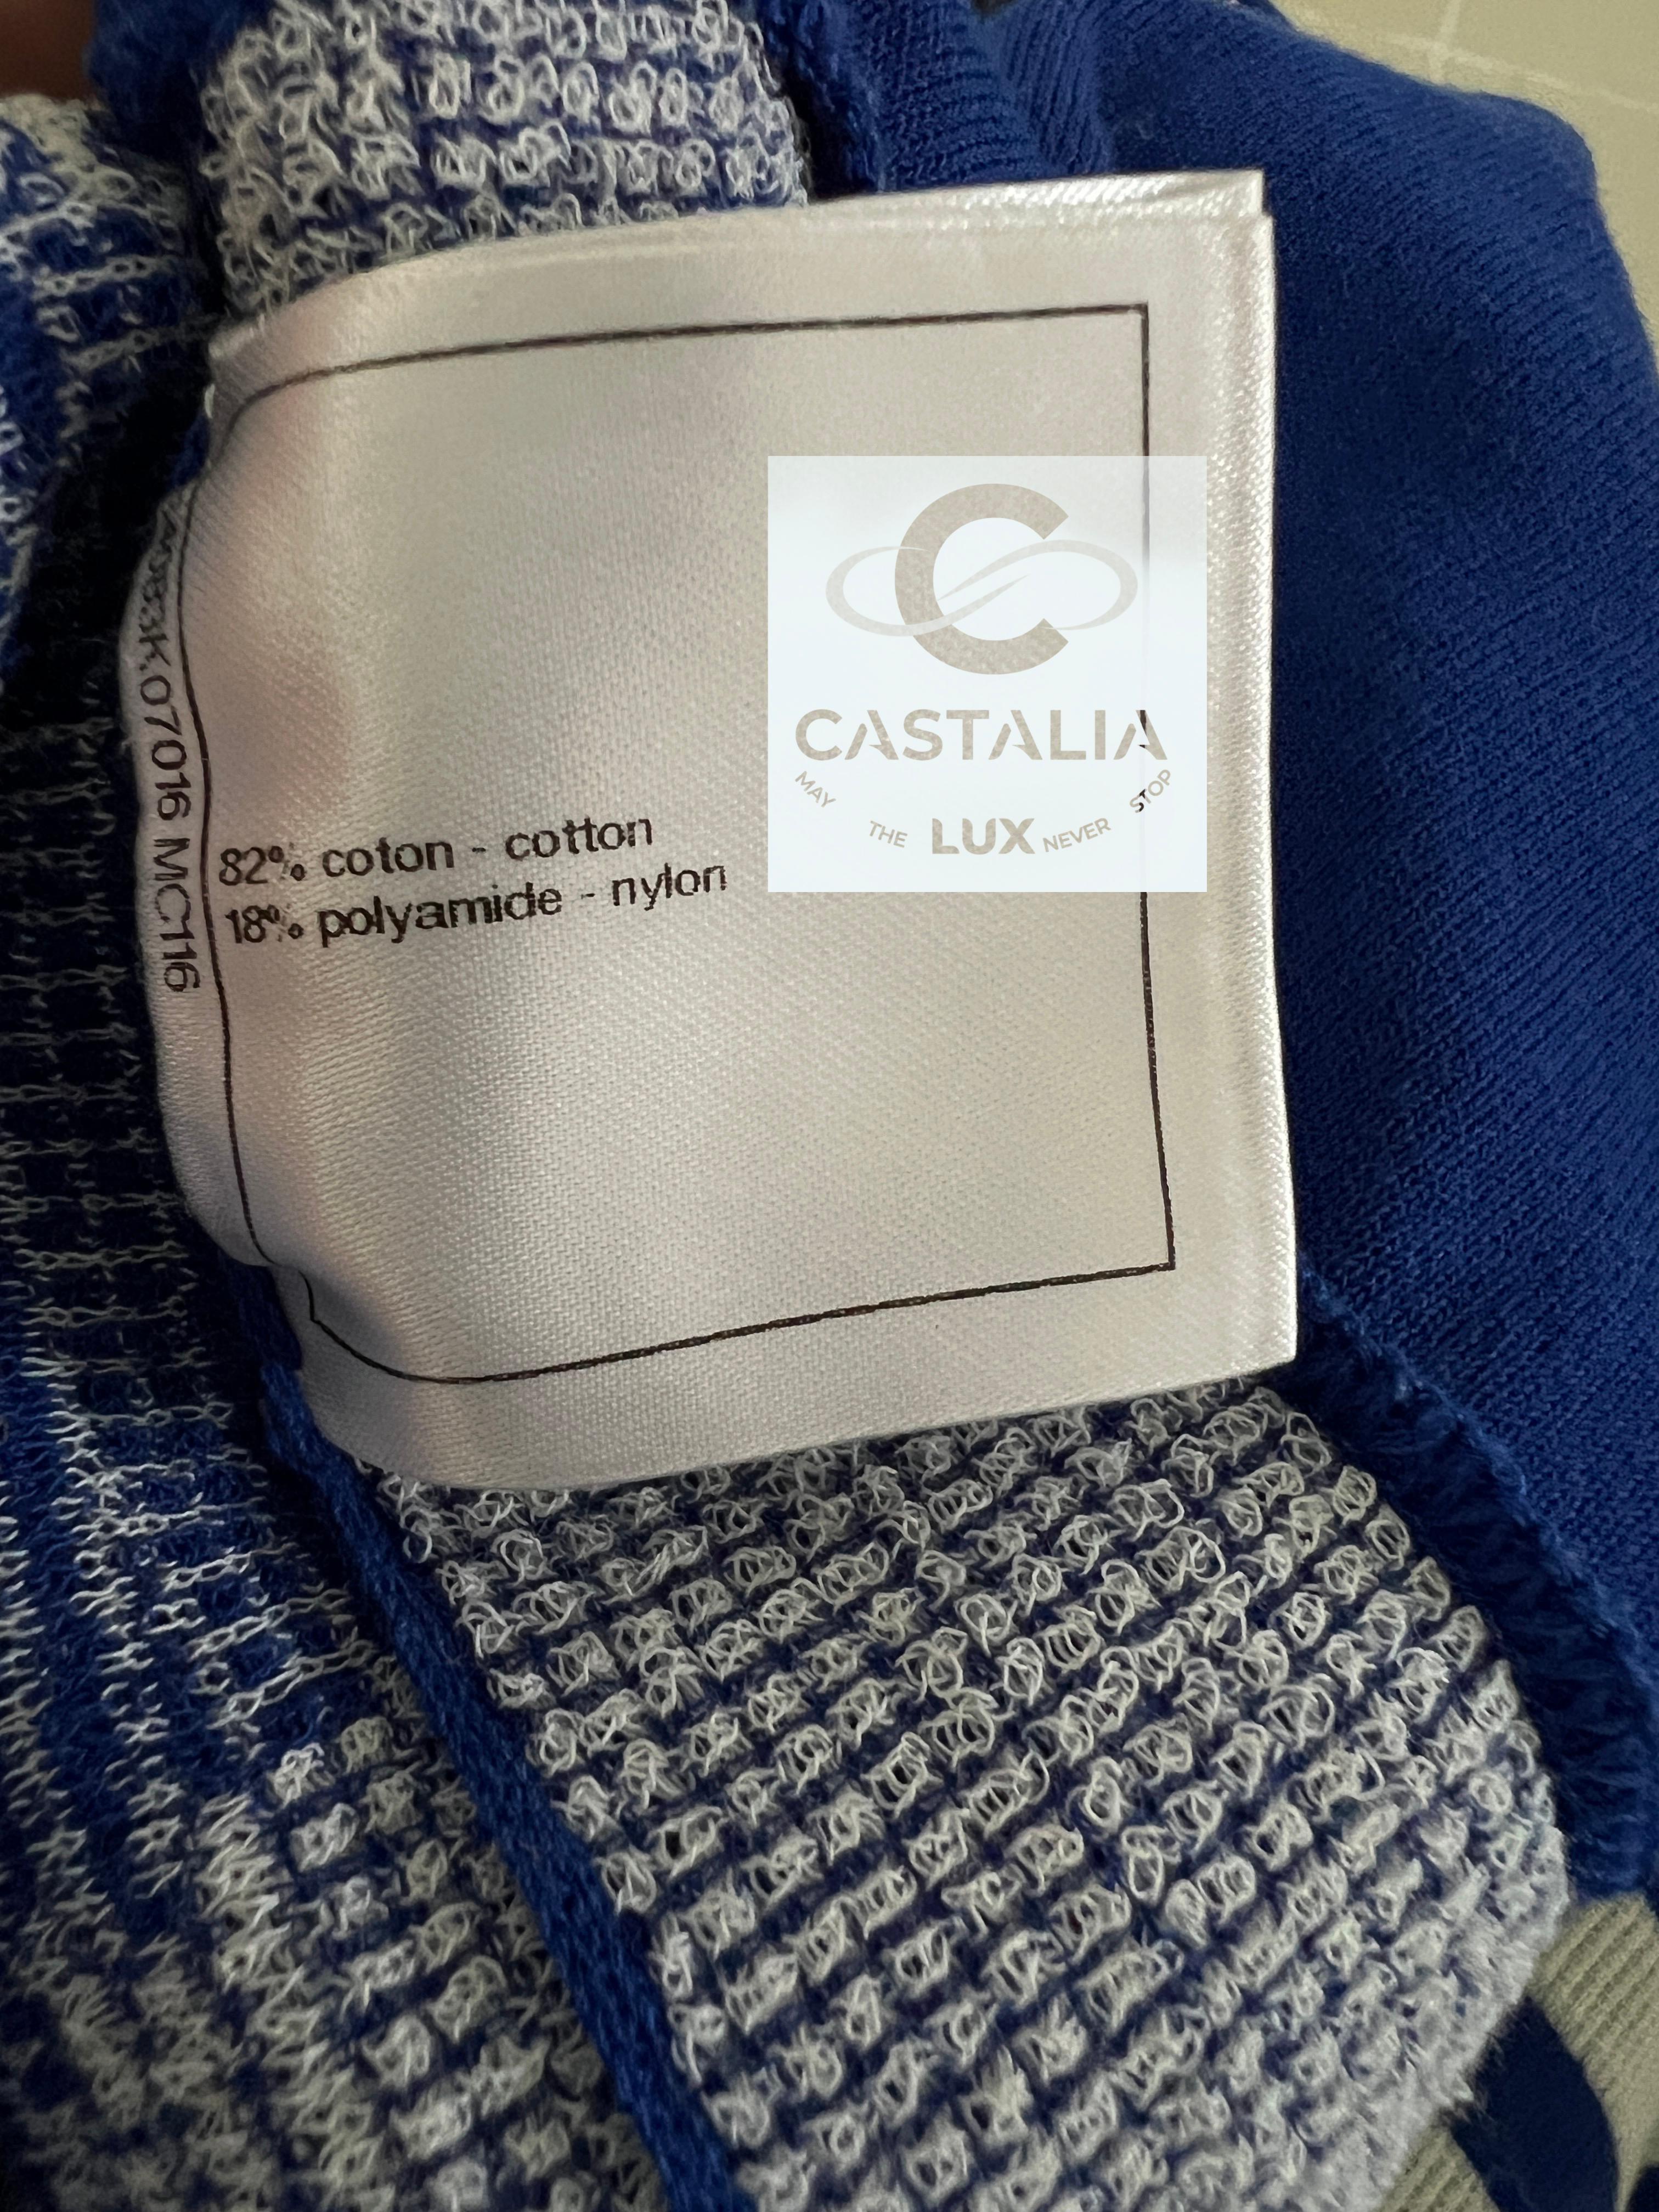 82% coton - cotton
18% polyamide - nylon
K.07016 MC116
C
CASTALIA
MAY THE LUX NEVER STOP